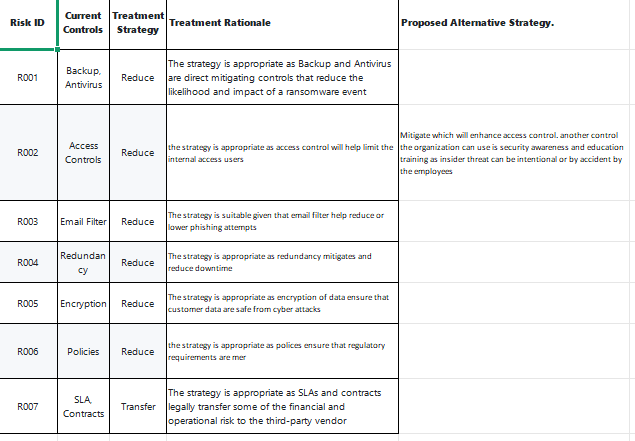 Risk ID
Current
Controls
Treatment
Strategy
Treatment Rationale
Proposed Alternative Strategy.
R001
Backup,
Antivirus
Reduce
The strategy is appropriate as Backup and Antivirus
are direct mitigating controls that reduce the
likelihood and impact of a ransomware event
R002
Access
Controls
Reduce
the strategy is appropriate as access control will help limit the
internal access users
Mitigate which will enhance access control. another control
the organization can use is security awareness and education
training as insider threat can be intentional or by accident by
the employees
R003
Email Filter
Reduce
The strategy is suitable given that email filter help reduce or
lower phishing attempts
R004
Redundan
cy
Reduce
The strategy is appropriate as redundancy mitigates and
reduce downtime
R005
Encryption
Reduce
The strategy is appropriate as encryption of data ensure that
customer data are safe from cyber attacks
R006
Policies
Reduce
the strategy is appropriate as polices ensure that regulatory
requirements are mer
R007
SLA,
Contracts
Transfer
The strategy is appropriate as SLAs and contracts
legally transfer some of the financial and
operational risk to the third-party vendor